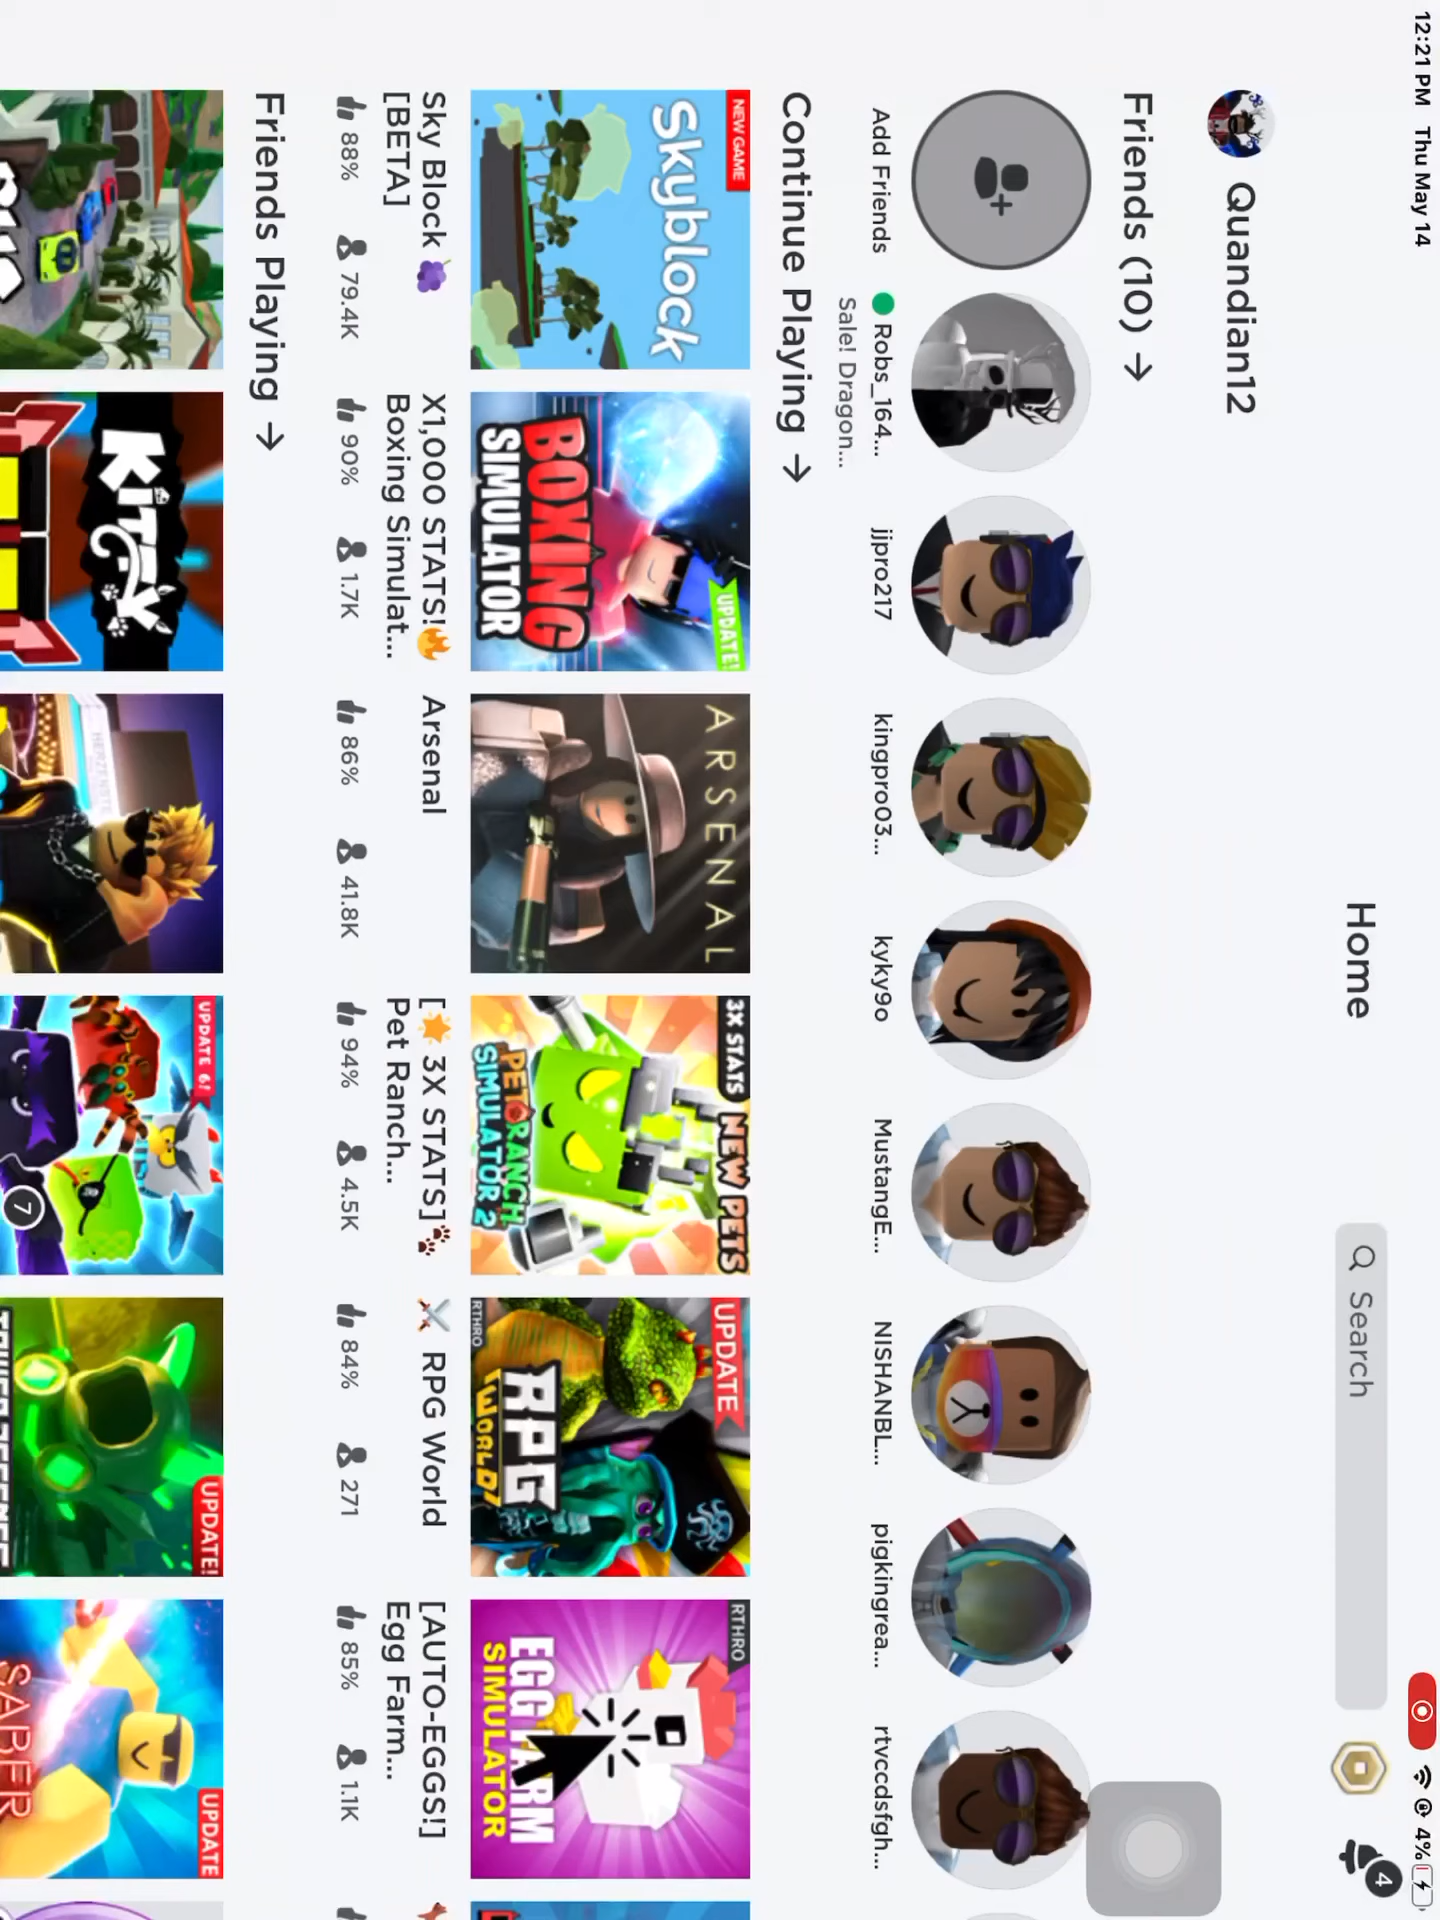 12:21 PM Thu May 14
4%
Home
Search
4
Quandian12
Friends (10) →
Add Friends
Robs_164...
Sale! Dragon...
jjpro217
kingpro03...
kyky9o
MustangE...
NISHANBL...
pigkingrea...
rtvccdsfgh...
Continue Playing →
NEW GAME
Skyblock
UPDATE!
BOXING
SIMULATOR
ARSENAL
3X STATS
NEW PETS
PET RANCH
SIMULATOR 2
UPDATE
RPG
WORLD!
RTHRO
RTHRO
EGG FARM
SIMULATOR
Sky Block 🍇
[BETA]
88% 79.4K
X1,000 STATS!🔥
Boxing Simulat...
90% 1.7K
Arsenal
86% 41.8K
[🌟 3X STATS]🐾
Pet Ranch...
94% 4.5K
⚔️ RPG World
84% 271
[AUTO-EGGS!]
Egg Farm...
85% 1.1K
Friends Playing →
KITTY
UPDATE 6!
7
UPDATE!
UPDATE
SABER